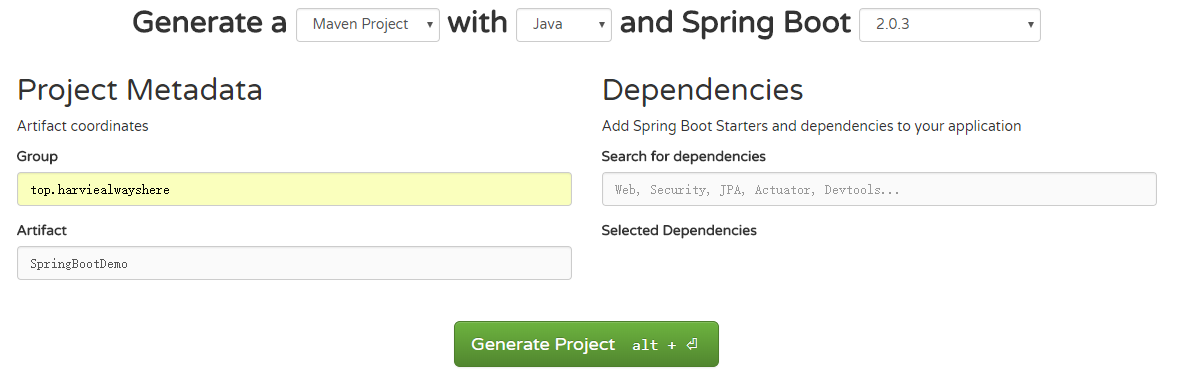 Generate a Maven Project with Java and Spring Boot 2.0.3
Project Metadata
Artifact coordinates
Group
top.harviealwayshere
Artifact
SpringBootDemo
Dependencies
Add Spring Boot Starters and dependencies to your application
Search for dependencies
Web, Security, JPA, Actuator, Devtools...
Selected Dependencies
Generate Project alt + ⏎